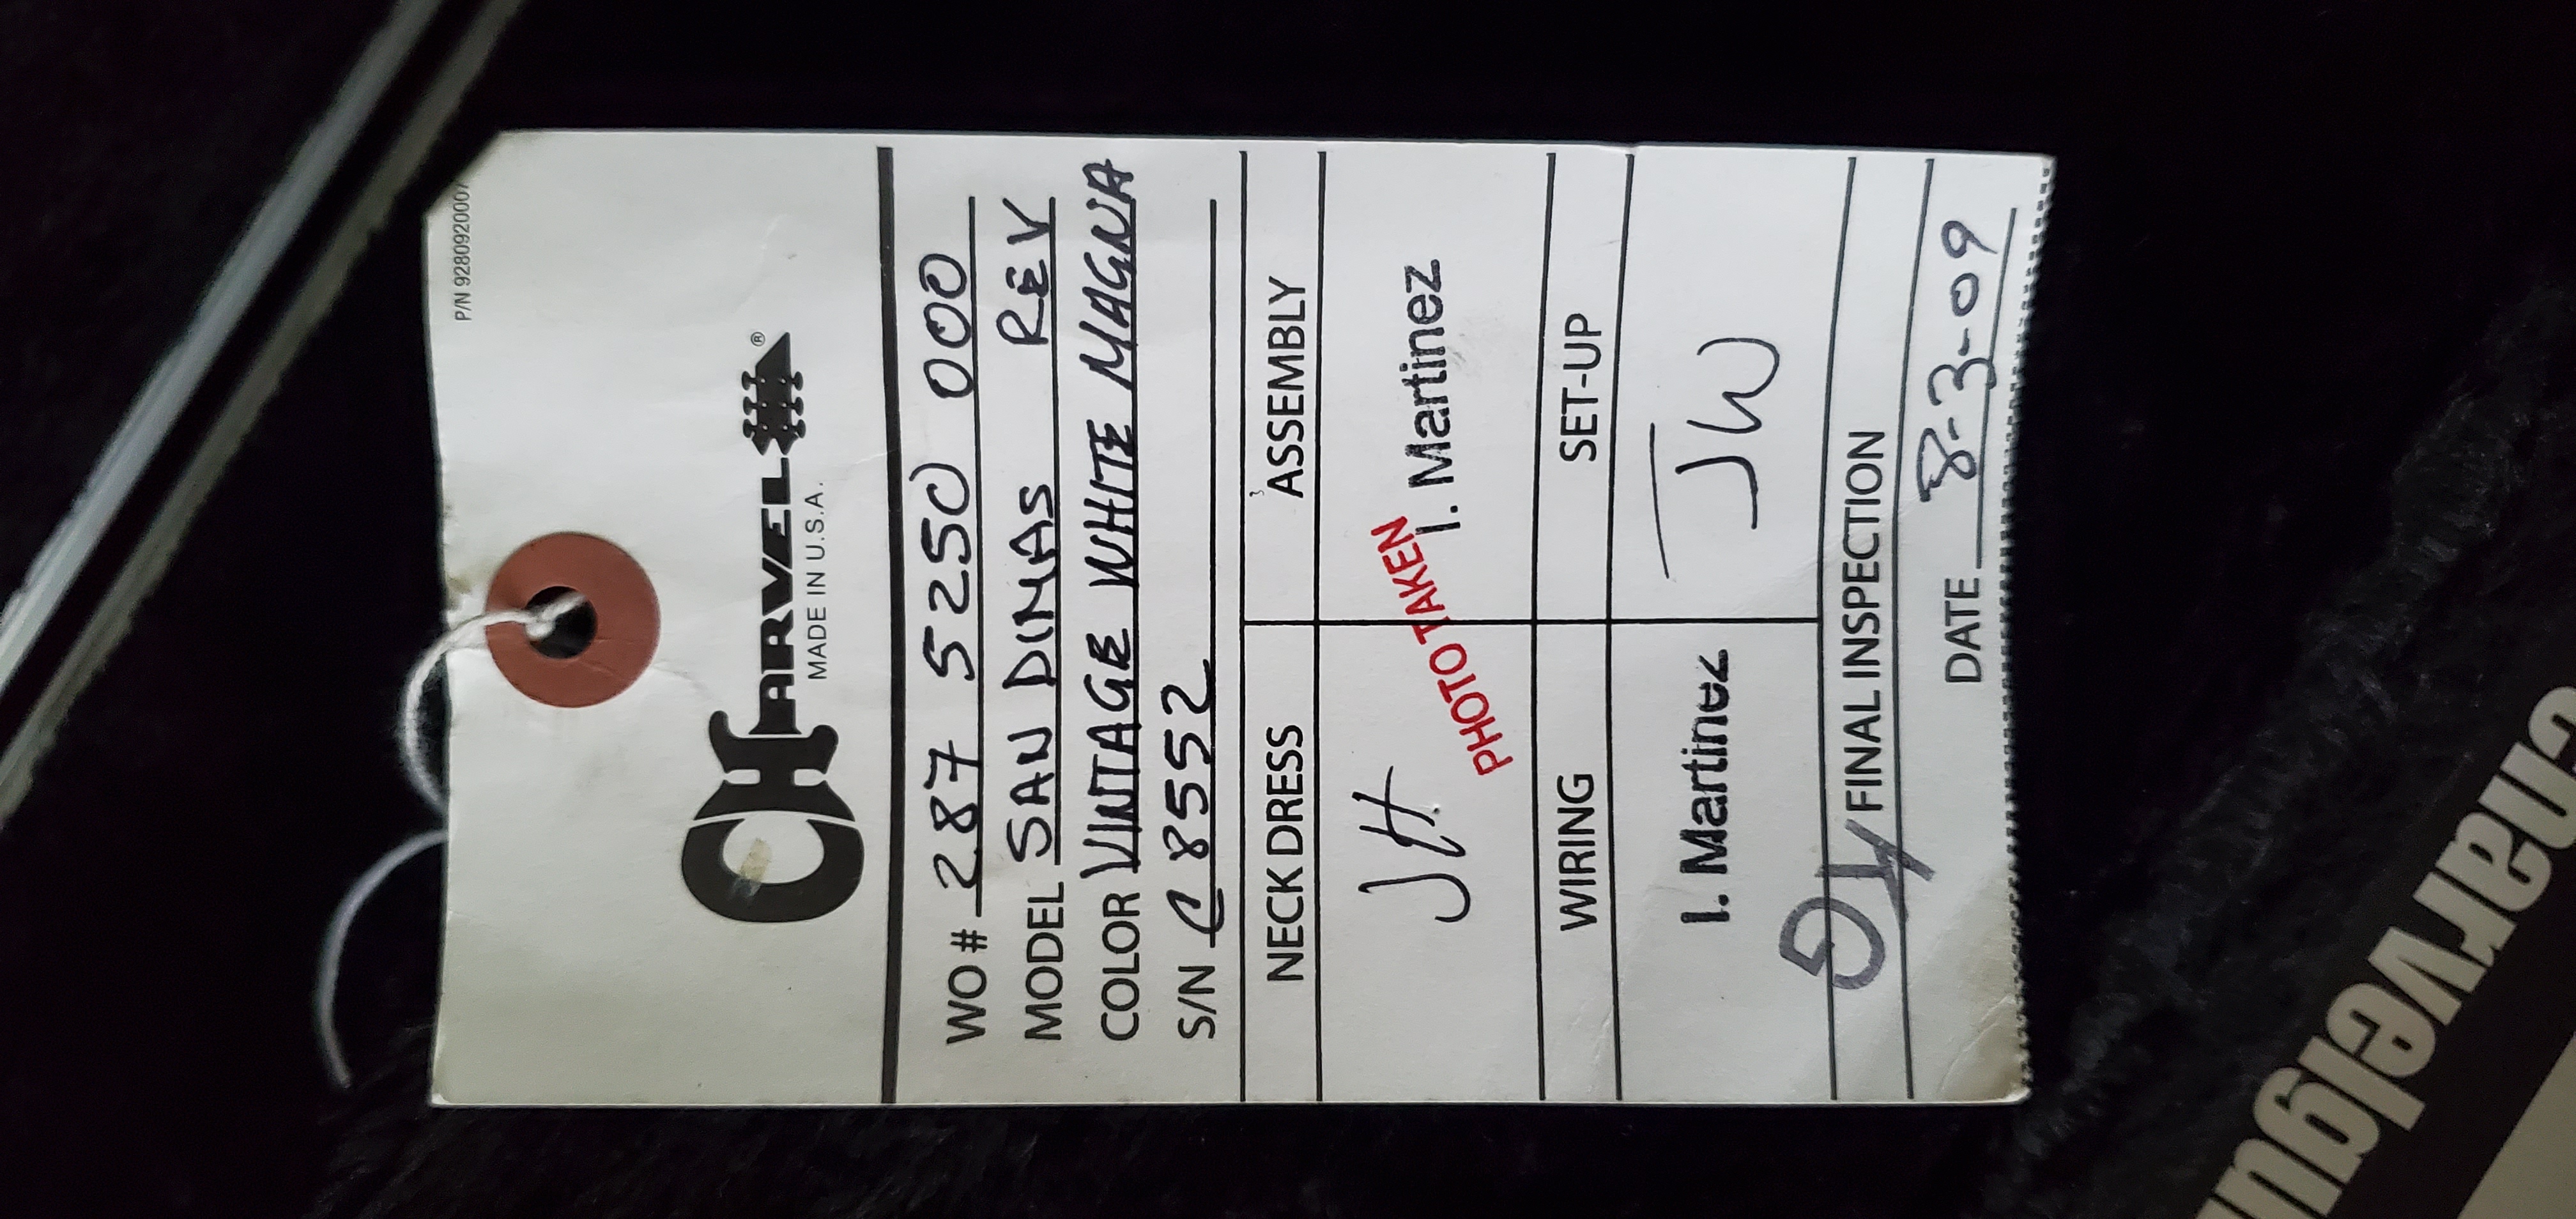 P/N 9280920007
CHARVEL®
MADE IN U.S.A.
WO# 287 5250 000
MODEL SAN DIMAS REV
COLOR VINTAGE WHITE MAGNA
S/N C 8552
NECK DRESS ASSEMBLY
JH I. Martinez
PHOTO TAKEN
WIRING SET-UP
I. Martinez JW
FINAL INSPECTION
DATE 8-3-09